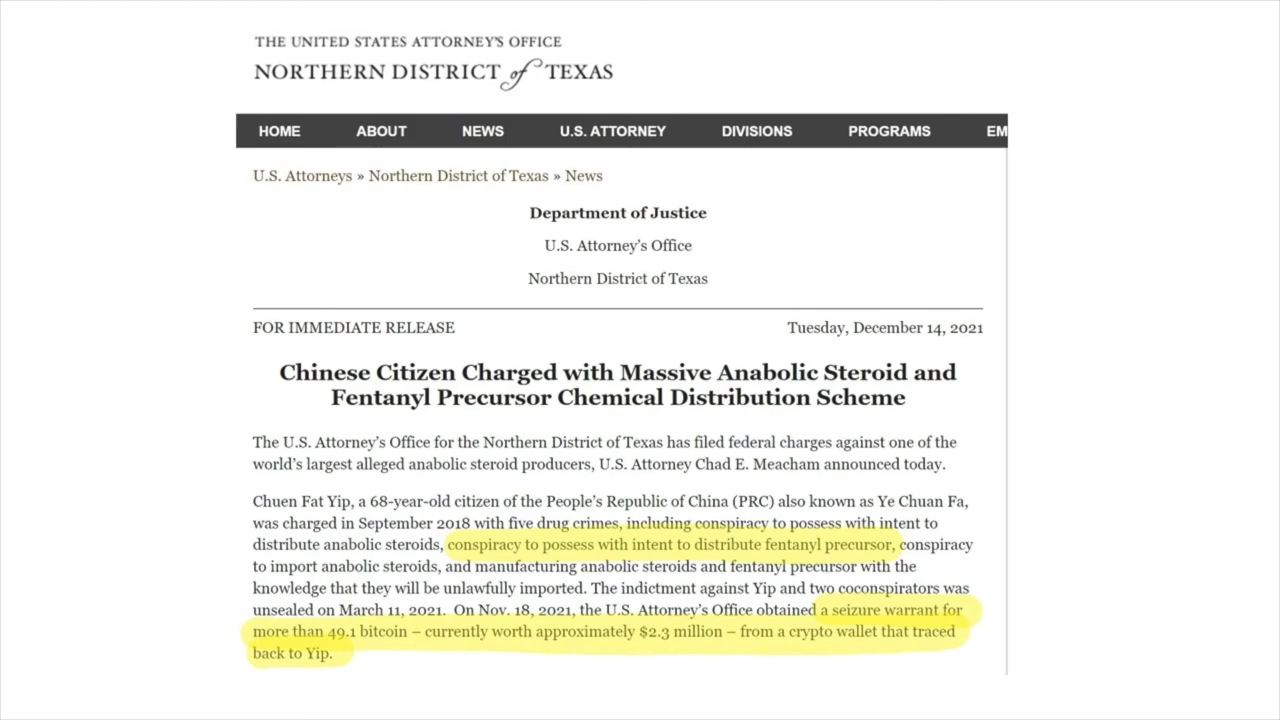 THE UNITED STATES ATTORNEY'S OFFICE
NORTHERN DISTRICT of TEXAS
HOME ABOUT NEWS U.S. ATTORNEY DIVISIONS PROGRAMS EM
U.S. Attorneys » Northern District of Texas » News
Department of Justice
U.S. Attorney's Office
Northern District of Texas
FOR IMMEDIATE RELEASE Tuesday, December 14, 2021
Chinese Citizen Charged with Massive Anabolic Steroid and
Fentanyl Precursor Chemical Distribution Scheme
The U.S. Attorney's Office for the Northern District of Texas has filed federal charges against one of the
world's largest alleged anabolic steroid producers, U.S. Attorney Chad E. Meacham announced today.
Chuen Fat Yip, a 68-year-old citizen of the People's Republic of China (PRC) also known as Ye Chuan Fa,
was charged in September 2018 with five drug crimes, including conspiracy to possess with intent to
distribute anabolic steroids, conspiracy to possess with intent to distribute fentanyl precursor, conspiracy
to import anabolic steroids, and manufacturing anabolic steroids and fentanyl precursor with the
knowledge that they will be unlawfully imported. The indictment against Yip and two coconspirators was
unsealed on March 11, 2021. On Nov. 18, 2021, the U.S. Attorney's Office obtained a seizure warrant for
more than 49.1 bitcoin – currently worth approximately $2.3 million – from a crypto wallet that traced
back to Yip.